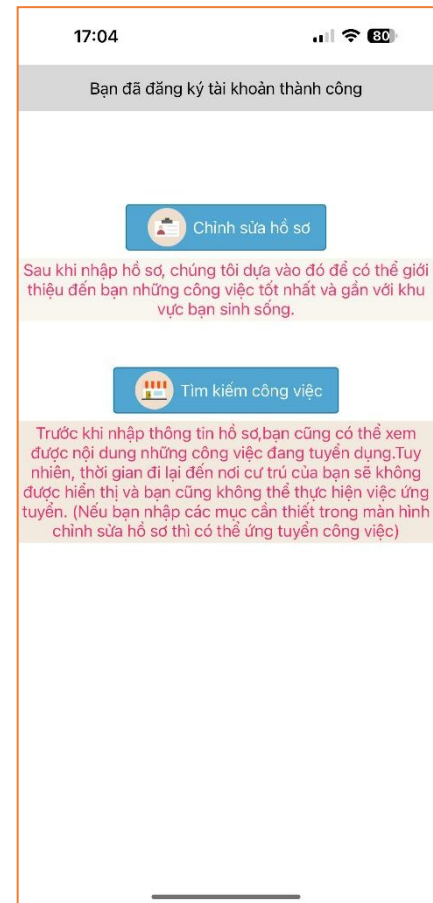 17:04
80
Bạn đã đăng ký tài khoản thành công
Chỉnh sửa hồ sơ
Sau khi nhập hồ sơ, chúng tôi dựa vào đó để có thể giới
thiệu đến bạn những công việc tốt nhất và gần với khu
vực bạn sinh sống.
Tìm kiếm công việc
Trước khi nhập thông tin hồ sơ,bạn cũng có thể xem
được nội dung những công việc đang tuyển dụng.Tuy
nhiên, thời gian đi lại đến nơi cư trú của bạn sẽ không
được hiển thị và bạn cũng không thể thực hiện việc ứng
tuyển. (Nếu bạn nhập các mục cần thiết trong màn hình
chỉnh sửa hồ sơ thì có thể ứng tuyển công việc)